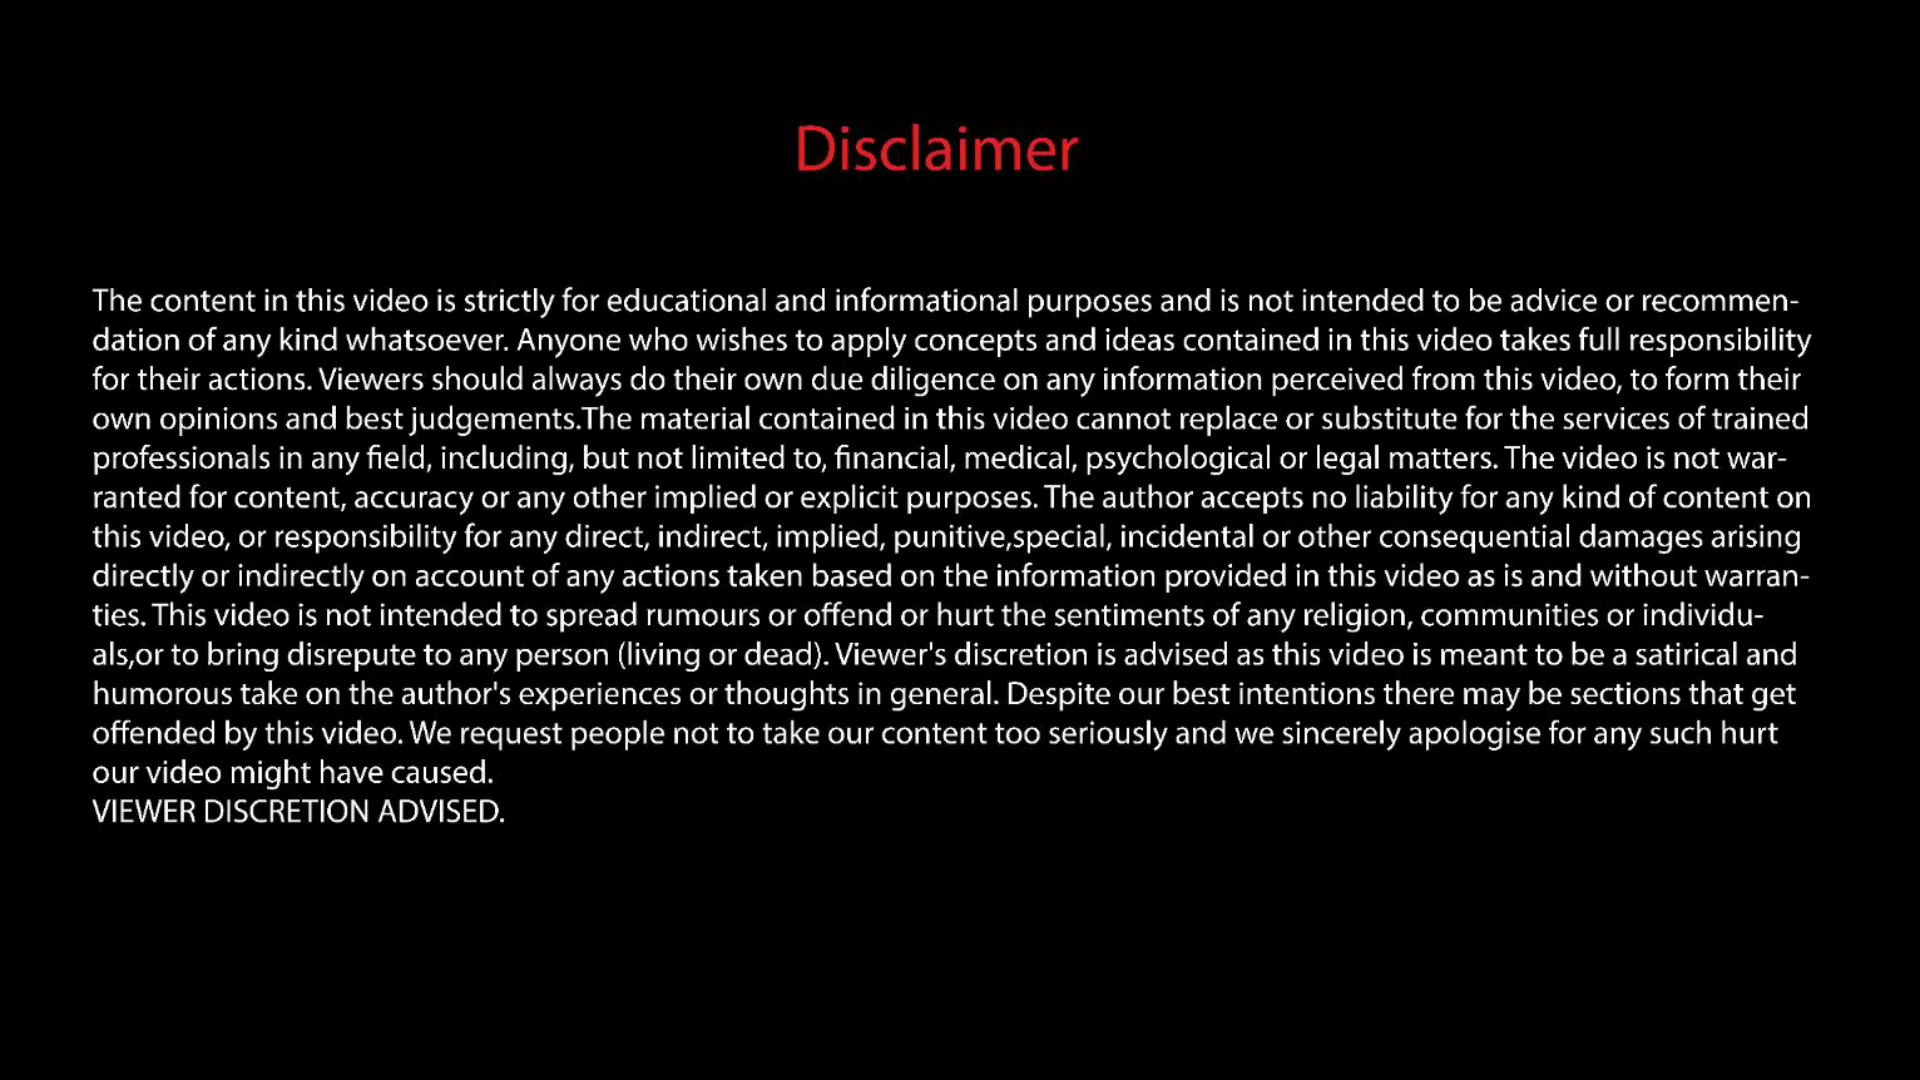 Disclaimer
The content in this video is strictly for educational and informational purposes and is not intended to be advice or recommen-
dation of any kind whatsoever. Anyone who wishes to apply concepts and ideas contained in this video takes full responsibility
for their actions. Viewers should always do their own due diligence on any information perceived from this video, to form their
own opinions and best judgements.The material contained in this video cannot replace or substitute for the services of trained
professionals in any field, including, but not limited to, financial, medical, psychological or legal matters. The video is not war-
ranted for content, accuracy or any other implied or explicit purposes. The author accepts no liability for any kind of content on
this video, or responsibility for any direct, indirect, implied, punitive,special, incidental or other consequential damages arising
directly or indirectly on account of any actions taken based on the information provided in this video as is and without warran-
ties. This video is not intended to spread rumours or offend or hurt the sentiments of any religion, communities or individu-
als,or to bring disrepute to any person (living or dead). Viewer's discretion is advised as this video is meant to be a satirical and
humorous take on the author's experiences or thoughts in general. Despite our best intentions there may be sections that get
offended by this video. We request people not to take our content too seriously and we sincerely apologise for any such hurt
our video might have caused.
VIEWER DISCRETION ADVISED.